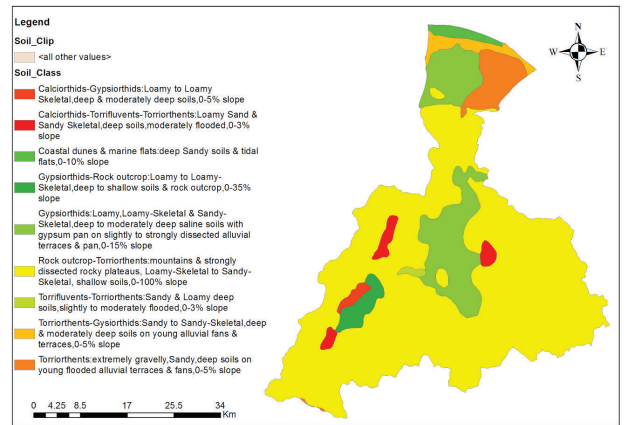 Legend
Soil_Clip
<all other values>
Soil_Class
Calciorthids-Gypsiorthids:Loamy to Loamy
Skeletal,deep & moderately deep soils,0-5% slope
Calciorthids-Torrifluvents-Torriorthents:Loamy Sand &
Sandy Skeletal,deep soils,moderately flooded,0-3%
slope
Coastal dunes & marine flats:deep Sandy soils & tidal
flats,0-10% slope
Gypsiorthids-Rock outcrop:Loamy to Loamy-
Skeletal,deep to shallow soils & rock outcrop,0-35%
slope
Gypsiorthids:Loamy,Loamy-Skeletal & Sandy-
Skeletal,deep to moderately deep saline soils with
gypsum pan on slightly to strongly dissected alluvial
terraces & pan,0-15% slope
Rock outcrop-Torriorthents:mountains & strongly
dissected rocky plateaus, Loamy-Skeletal to Sandy-
Skeletal, shallow soils,0-100% slope
Torrifluvents-Torriorthents:Sandy & Loamy deep
soils,slightly to moderately flooded,0-3% slope
Torriorthents-Gysiorthids:Sandy to Sandy-Skeletal,deep
& moderately deep soils on young alluvial fans &
terraces,0-5% slope
Torriorthents:extremely gravelly,Sandy,deep soils on
young flooded alluvial terraces & fans,0-5% slope
0 4.25 8.5 17 25.5 34
Km
N
W E
S